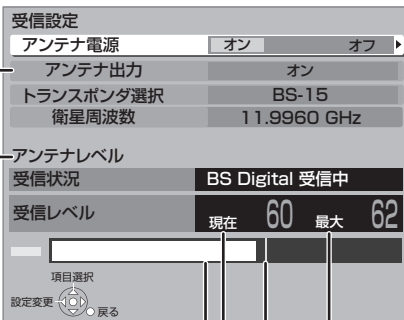 受信設定
アンテナ電源 オン オフ
アンテナ出力 オン
トランスポンダ選択 BS-15
衛星周波数 11.9960 GHz
アンテナレベル
受信状況 BS Digital 受信中
受信レベル 現在 60 最大 62
項目選択
設定変更 戻る